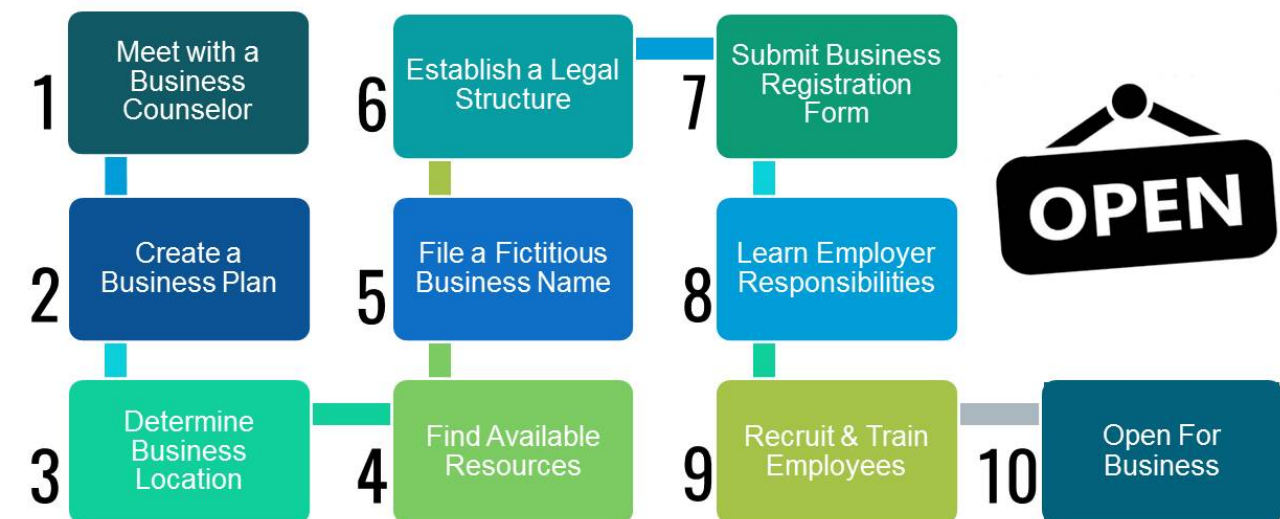 1
Meet with a
Business
Counselor
2
Create a
Business Plan
3
Determine
Business
Location
4
Find Available
Resources
5
File a Fictitious
Business Name
6
Establish a Legal
Structure
7
Submit Business
Registration
Form
8
Learn Employer
Responsibilities
9
Recruit & Train
Employees
10
Open For
Business
OPEN